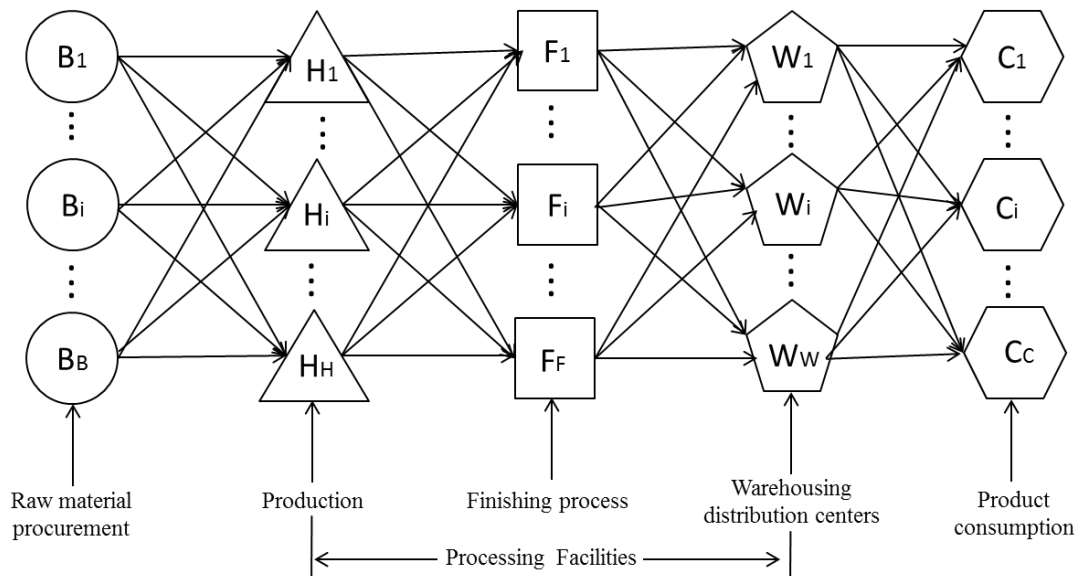 B1 H1 F1 W1 C1
Bi Hi Fi Wi Ci
BB HH FF WW CC
Raw material
procurement
Production
Finishing process
Warehousing
distribution centers
Product
consumption
Processing Facilities